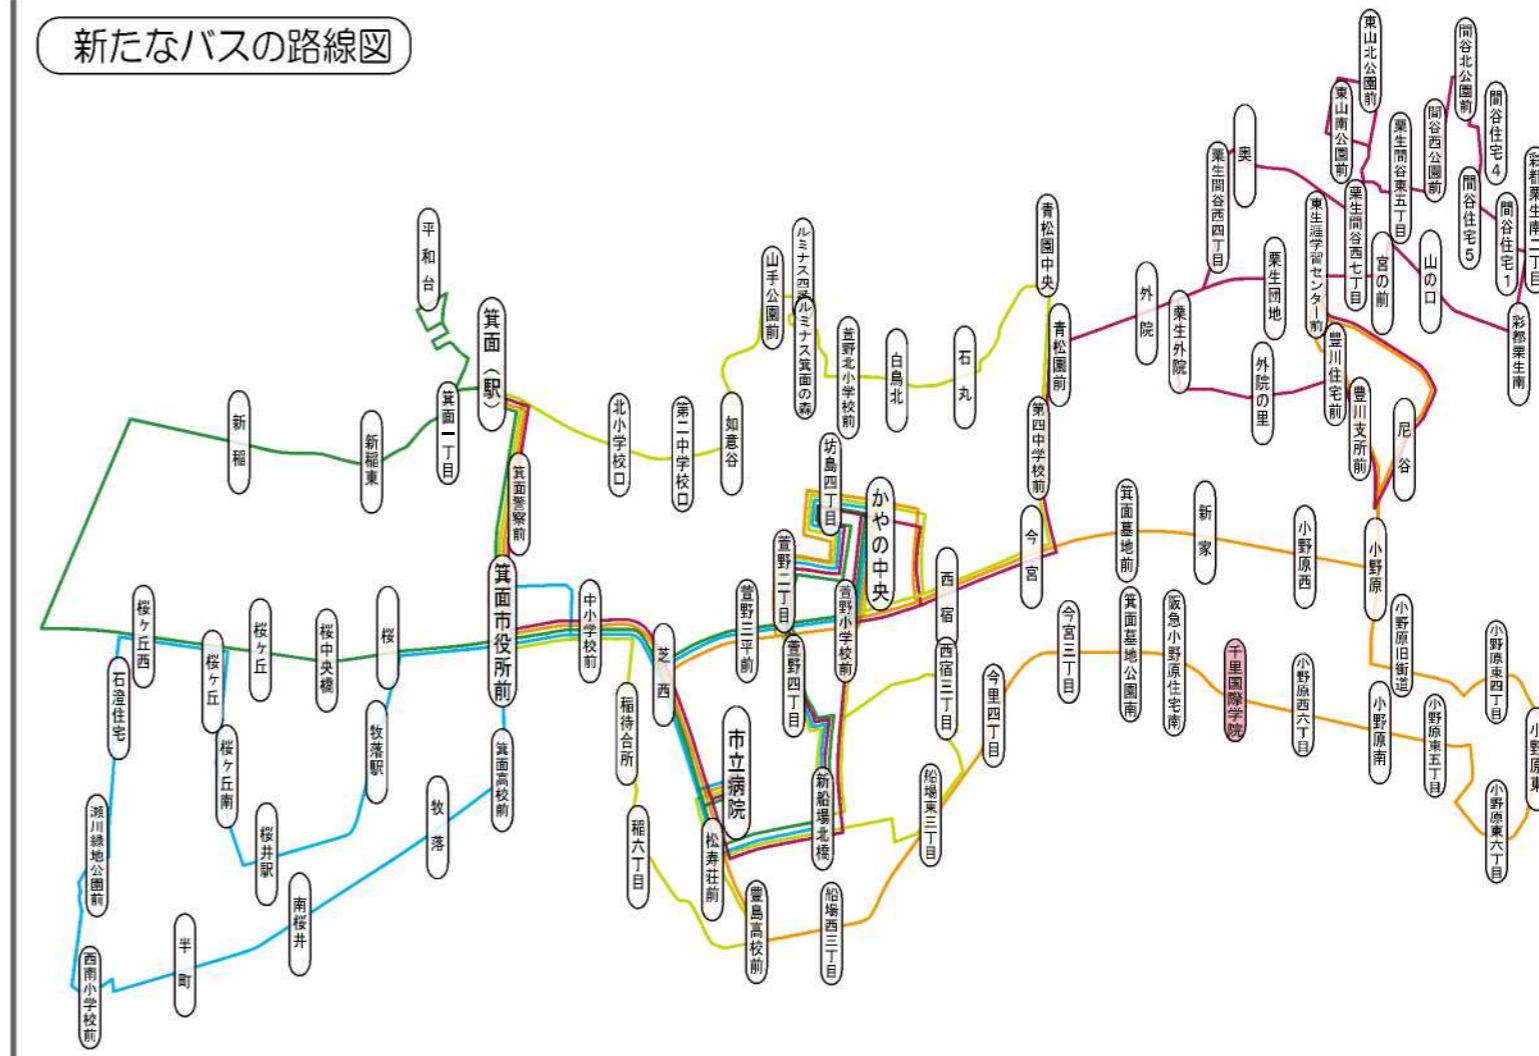 新たなバスの路線図
平和台
箕面(駅)
箕面一丁目
新稲
新稲東
箕面警察前
北小学校口
第二中学校口
如意谷
山手公園前
ルミナス箕面の森
萱野北小学校前
白鳥北
石丸
青松園中央
青松園前
第四中学校前
今宮
外院
栗生外院
栗生間谷西四丁目
奥
栗生団地
外院の里
東生涯学習センター前
栗生間谷西七丁目
宮の前
山の口
東山北公園前
東山南公園前
栗生間谷東五丁目
間谷西公園前
間谷北公園前
間谷住宅4
間谷住宅5
間谷住宅1
彩都粟生南二丁目
彩都粟生南
豊川住宅前
豊川支所前
尼谷
坊島四丁目
かやの中央
萱野二丁目
萱野三平前
萱野小学校前
萱野四丁目
西宿
西宿三丁目
箕面墓地前
新家
小野原西
小野原
小野原旧街道
小野原東四丁目
小野原東
小野原東六丁目
小野原東五丁目
小野原南
小野原西六丁目
千里国際学院
阪急小野原住宅南
箕面墓地公園南
今宮三丁目
今里四丁目
船場東三丁目
新船場北橋
船場西三丁目
豊島高校前
松寿荘前
市立病院
芝西
中小学校前
稲待合所
稲六丁目
箕面市役所前
箕面高校前
桜
桜中央橋
桜ヶ丘
桜ヶ丘
桜ヶ丘西
石澄住宅
桜ヶ丘南
桜井駅
牧落駅
牧落
南桜井
半町
瀬川緑地公園前
西南小学校前